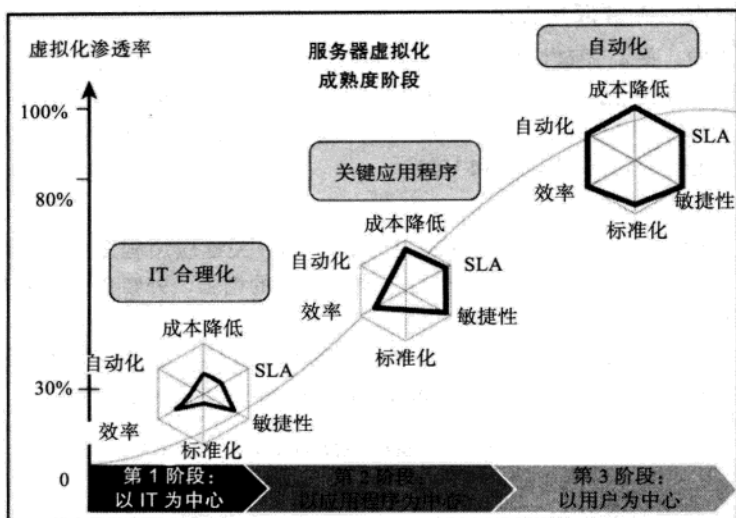 虚拟化渗透率
服务器虚拟化
成熟度阶段
自动化
100%
成本降低
自动化
SLA
关键应用程序
80%
效率
敏捷性
成本降低
标准化
IT 合理化
自动化
SLA
效率
敏捷性
成本降低
自动化
SLA
标准化
30%
效率
敏捷性
标准化
0
第 1 阶段:
以 IT 为中心
第 2 阶段:
以应用程序为中心
第 3 阶段:
以用户为中心